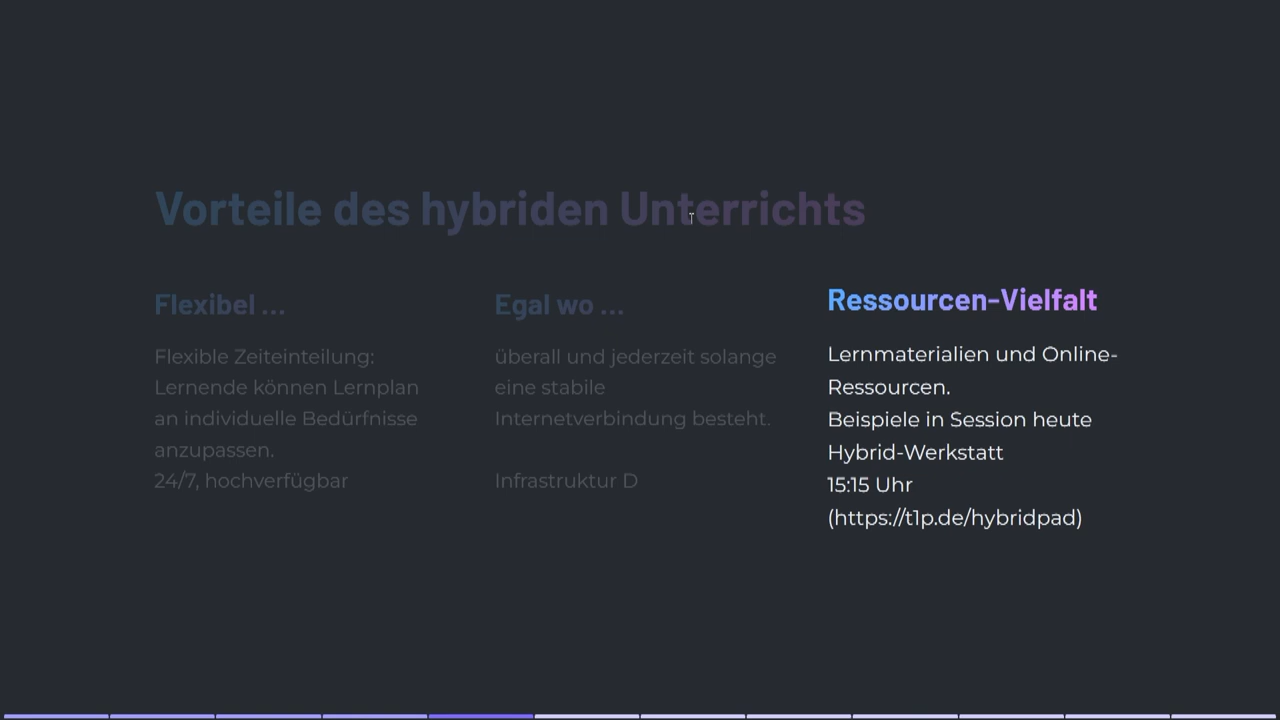 Vorteile des hybriden Unterrichts
Flexibel ...
Flexible Zeiteinteilung:
Lernende können Lernplan
an individuelle Bedürfnisse
anzupassen.
24/7, hochverfügbar
Egal wo ...
überall und jederzeit solange
eine stabile
Internetverbindung besteht.
Infrastruktur D
Ressourcen-Vielfalt
Lernmaterialien und Online-
Ressourcen.
Beispiele in Session heute
Hybrid-Werkstatt
15:15 Uhr
(https://t1p.de/hybridpad)